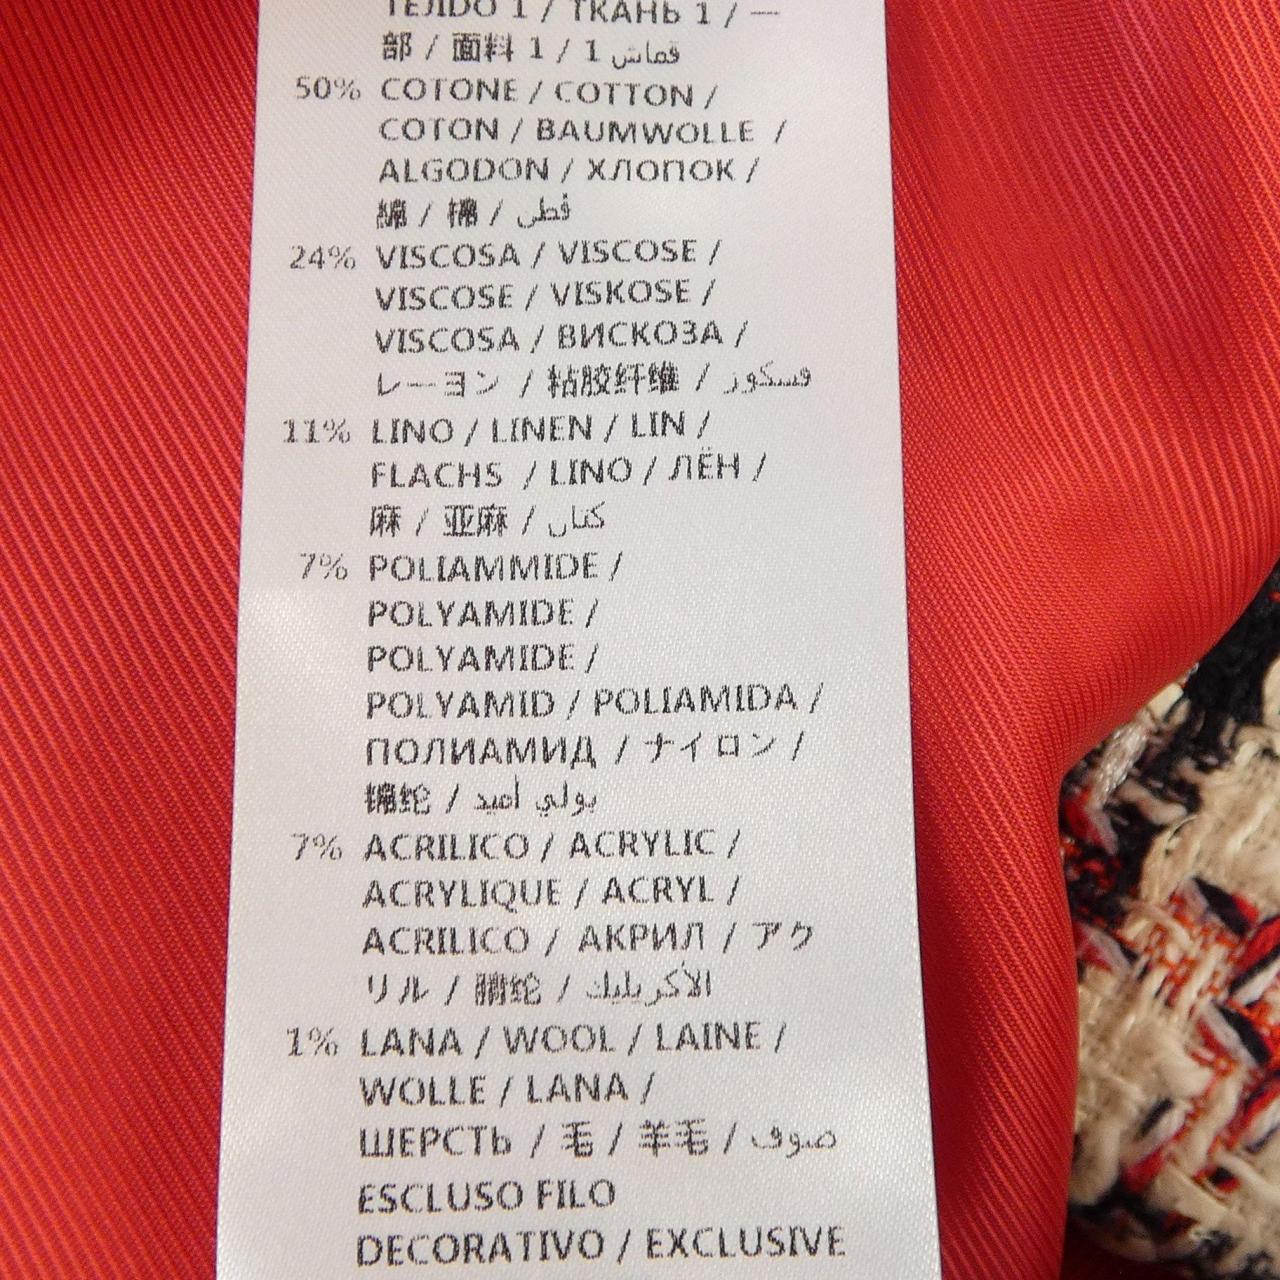 TEJIDO 1 / ТКАНЬ 1 / 一
部 / 面料 1 / 1 قماش
50% COTONE / COTTON /
COTON / BAUMWOLLE /
ALGODON / ХЛОПОК /
綿 / 棉 / قطن
24% VISCOSA / VISCOSE /
VISCOSE / VISKOSE /
VISCOSA / ВИСКОЗА /
レーヨン / 粘胶纤维 / فسكوز
11% LINO / LINEN / LIN /
FLACHS / LINO / ЛЁН /
麻 / 亚麻 / كتان
7% POLIAMMIDE /
POLYAMIDE /
POLYAMIDE /
POLYAMID / POLIAMIDA /
ПОЛИАМИД / ナイロン /
锦纶 / بولي أميد
7% ACRILICO / ACRYLIC /
ACRYLIQUE / ACRYL /
ACRILICO / АКРИЛ / アク
リル / 腈纶 / الأكريليك
1% LANA / WOOL / LAINE /
WOLLE / LANA /
ШЕРСТЬ / 毛 / 羊毛 / صوف
ESCLUSO FILO
DECORATIVO / EXCLUSIVE